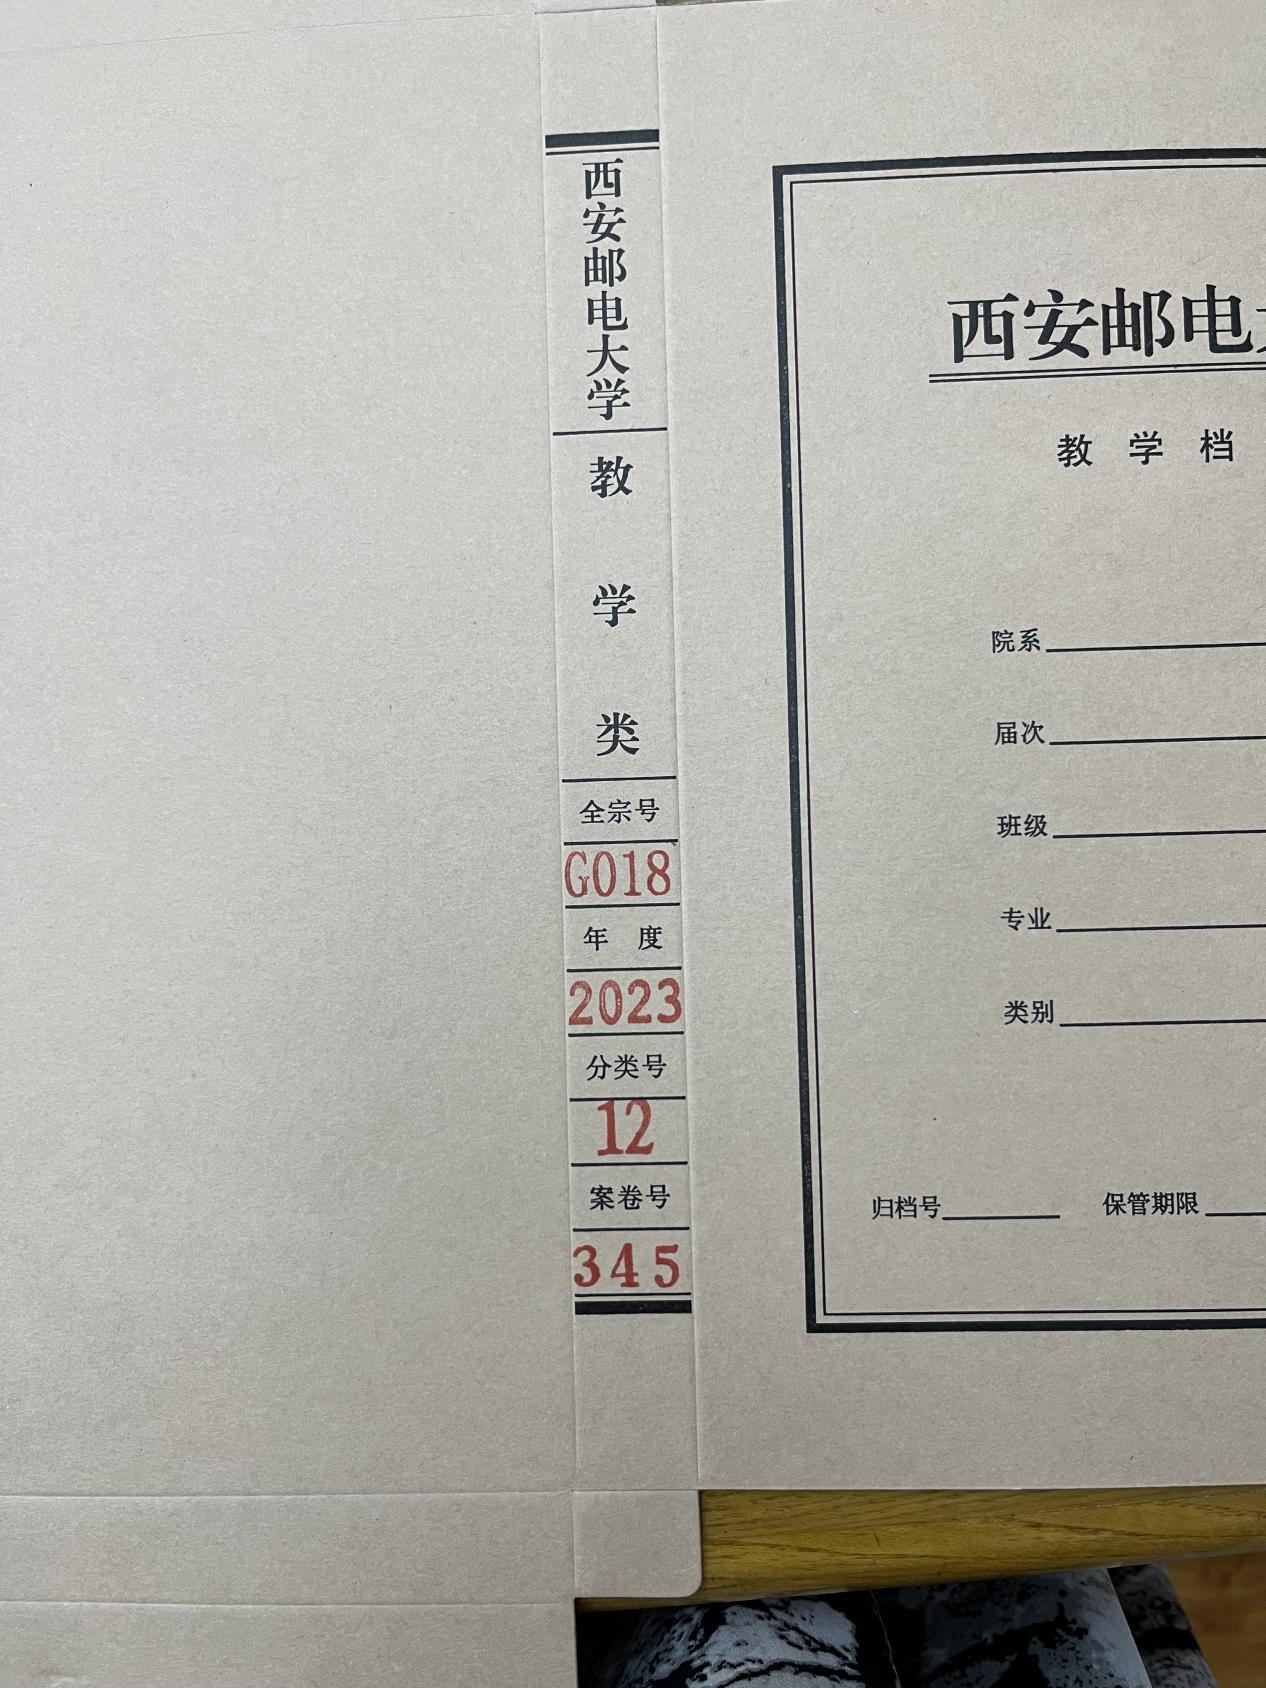 西安邮电大学
教学类
全宗号
G018
年 度
2023
分类号
12
案卷号
345
西安邮电
教 学 档
院系
届次
班级
专业
类别
归档号 保管期限